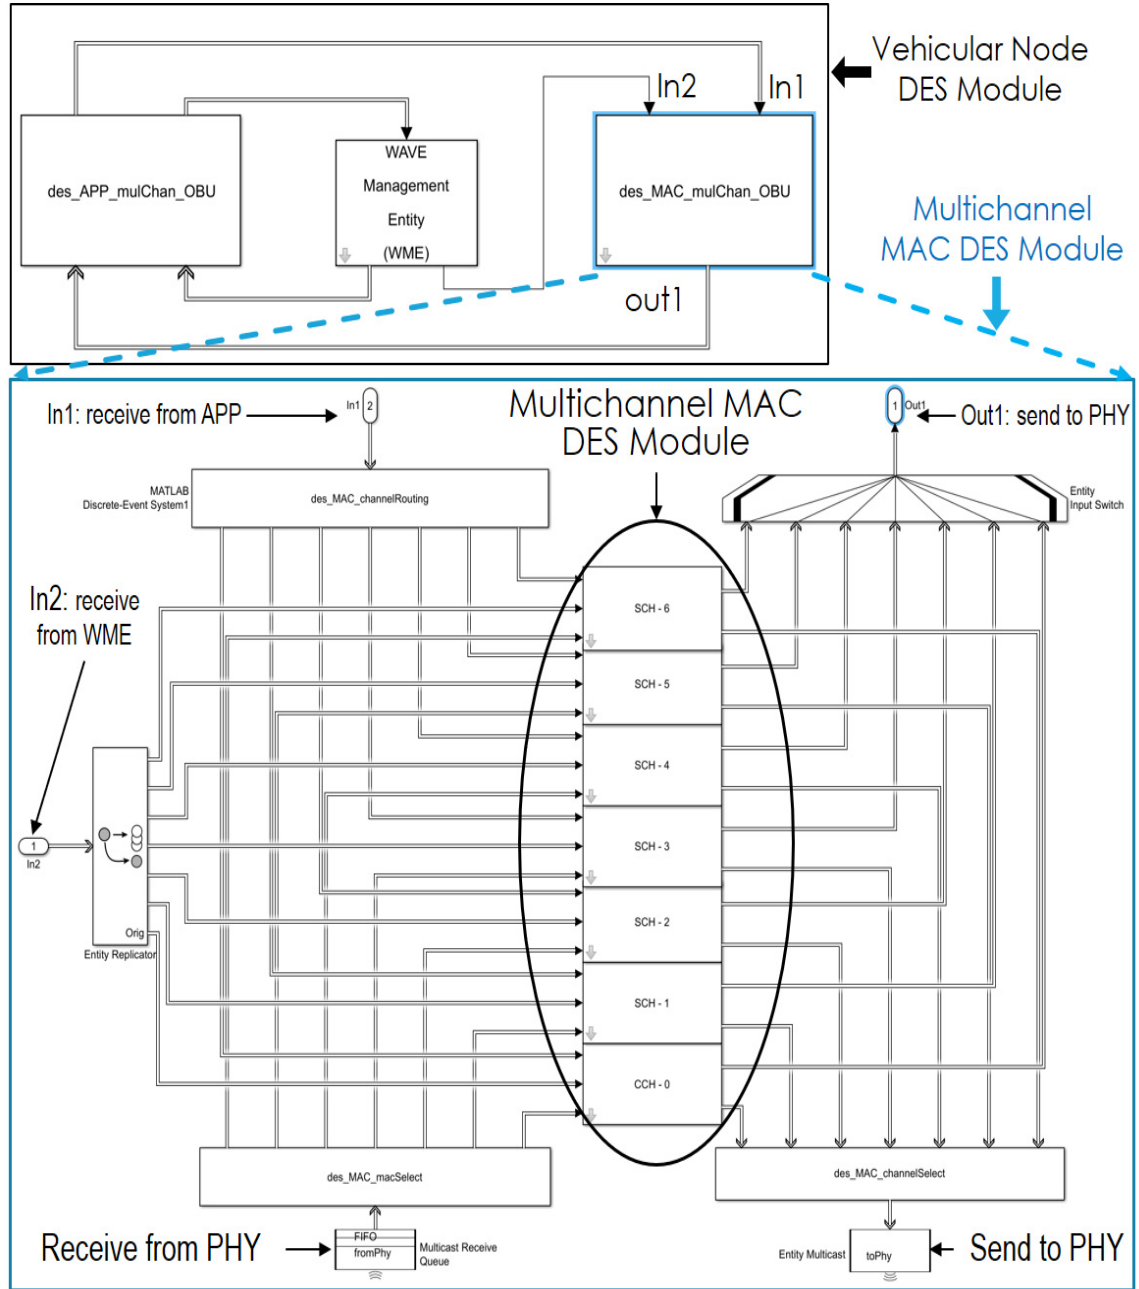 Vehicular Node
DES Module
In2
In1
des_APP_mulChan_OBU
WAVE
Management
Entity
(WME)
des_MAC_mulChan_OBU
Multichannel
MAC DES Module
out1
In1: receive from APP
In1
2
Multichannel MAC
DES Module
1
Out1
Out1: send to PHY
MATLAB
Discrete-Event System1
des_MAC_channelRouting
Entity
Input Switch
In2: receive
from WME
SCH - 6
SCH - 5
SCH - 4
SCH - 3
SCH - 2
SCH - 1
CCH - 0
1
In2
Orig
Entity Replicator
des_MAC_macSelect
des_MAC_channelSelect
Receive from PHY
FIFO
fromPhy
Multicast Receive
Queue
Entity Multicast
toPhy
Send to PHY